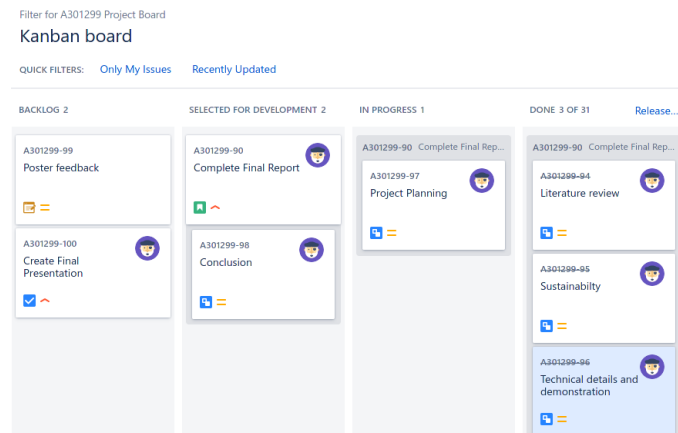 Filter for A301299 Project Board
Kanban board
QUICK FILTERS: Only My Issues Recently Updated
BACKLOG 2
SELECTED FOR DEVELOPMENT 2
IN PROGRESS 1
DONE 3 OF 31
Release...
A301299-99
Poster feedback
A301299-100
Create Final
Presentation
A301299-90
Complete Final Report
A301299-98
Conclusion
A301299-90 Complete Final Rep...
A301299-97
Project Planning
A301299-90 Complete Final Rep...
A301299-94
Literature review
A301299-95
Sustainabilty
A301299-96
Technical details and
demonstration